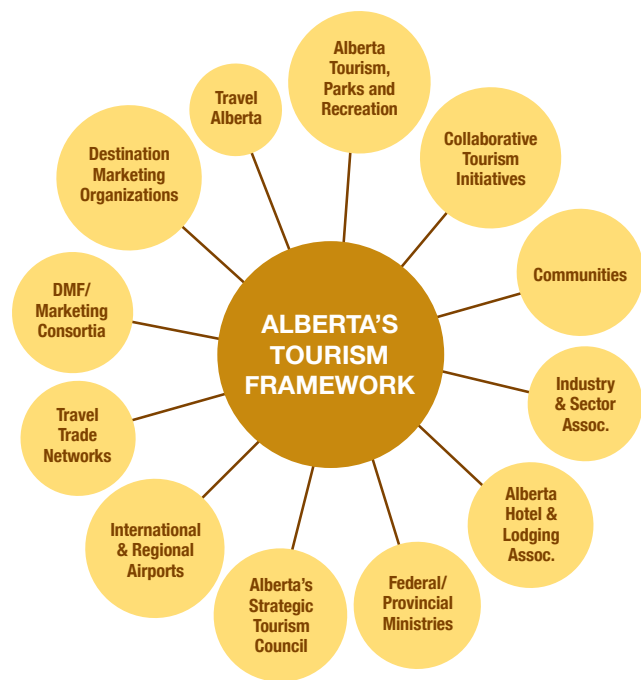 Alberta
Tourism,
Parks and
Recreation
Collaborative
Tourism
Initiatives
Communities
Industry
& Sector
Assoc.
Alberta
Hotel &
Lodging
Assoc.
Federal/
Provincial
Ministries
Alberta's
Strategic
Tourism
Council
International
& Regional
Airports
Travel
Trade
Networks
DMF/
Marketing
Consortia
Destination
Marketing
Organizations
Travel
Alberta
ALBERTA'S
TOURISM
FRAMEWORK